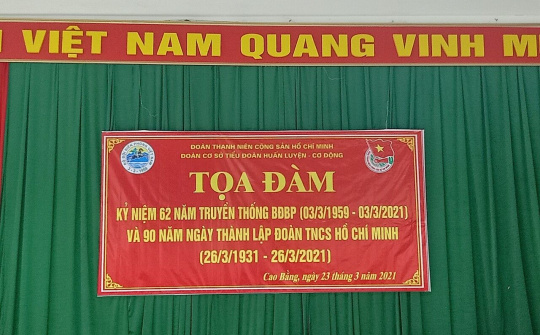 VIỆT NAM QUANG VINH M
ĐOÀN THANH NIÊN CỘNG SẢN HỒ CHÍ MINH
ĐOÀN CƠ SỞ TIỂU ĐOÀN HUẤN LUYỆN - CƠ ĐỘNG
TỌA ĐÀM
KỶ NIỆM 62 NĂM TRUYỀN THỐNG BĐBP (03/3/1959 - 03/3/2021)
VÀ 90 NĂM NGÀY THÀNH LẬP ĐOÀN TNCS HỒ CHÍ MINH
(26/3/1931 - 26/3/2021)
Cao Bằng, ngày 23 tháng 3 năm 2021